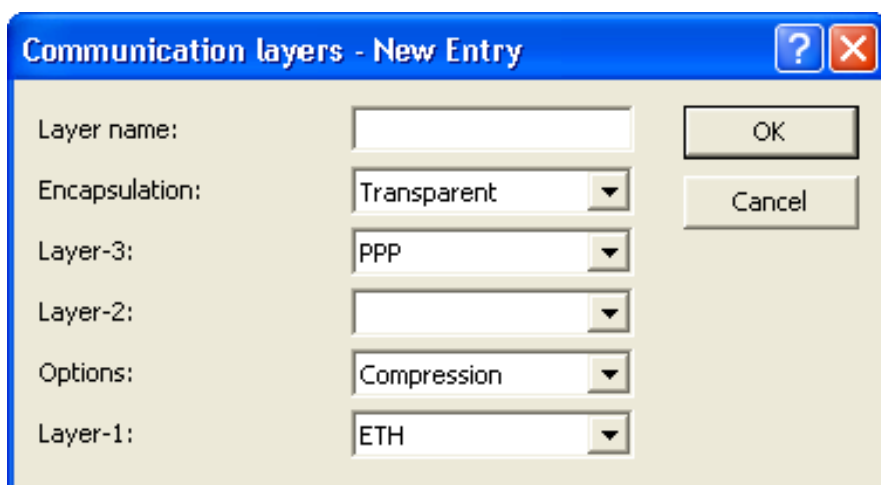 Communication layers - New Entry
Layer name:
OK
Encapsulation: Transparent
Cancel
Layer-3: PPP
Layer-2:
Options: Compression
Layer-1: ETH